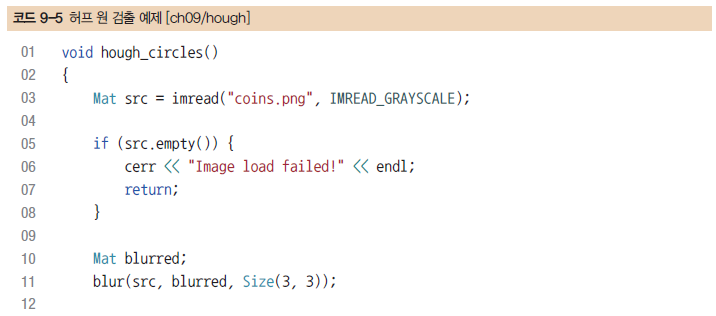 코드 9-5 허프 원 검출 예제 [ch09/hough]
01 void hough_circles()
02 {
03     Mat src = imread("coins.png", IMREAD_GRAYSCALE);
04
05     if (src.empty()) {
06         cerr << "Image load failed!" << endl;
07         return;
08     }
09
10     Mat blurred;
11     blur(src, blurred, Size(3, 3));
12